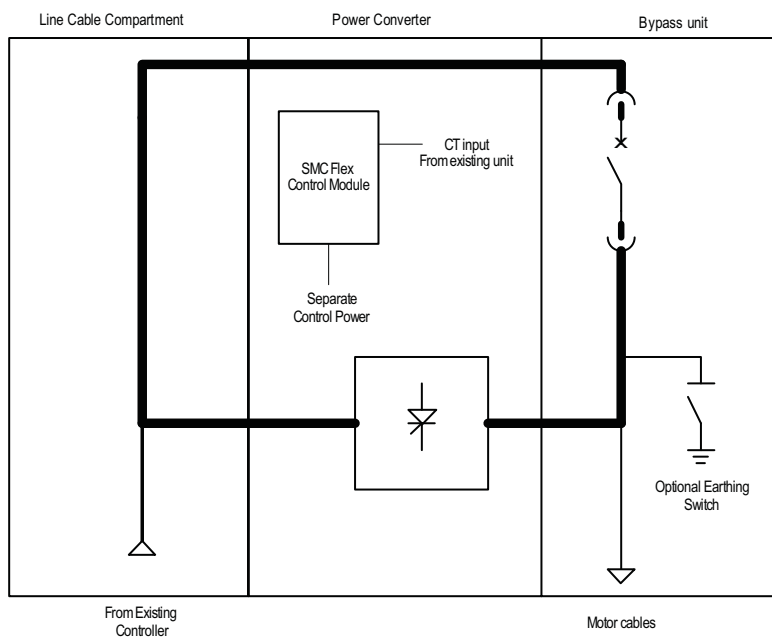 Line Cable Compartment
Power Converter
Bypass unit
SMC Flex
Control Module
CT input
From existing unit
Separate
Control Power
Optional Earthing
Switch
From Existing
Controller
Motor cables